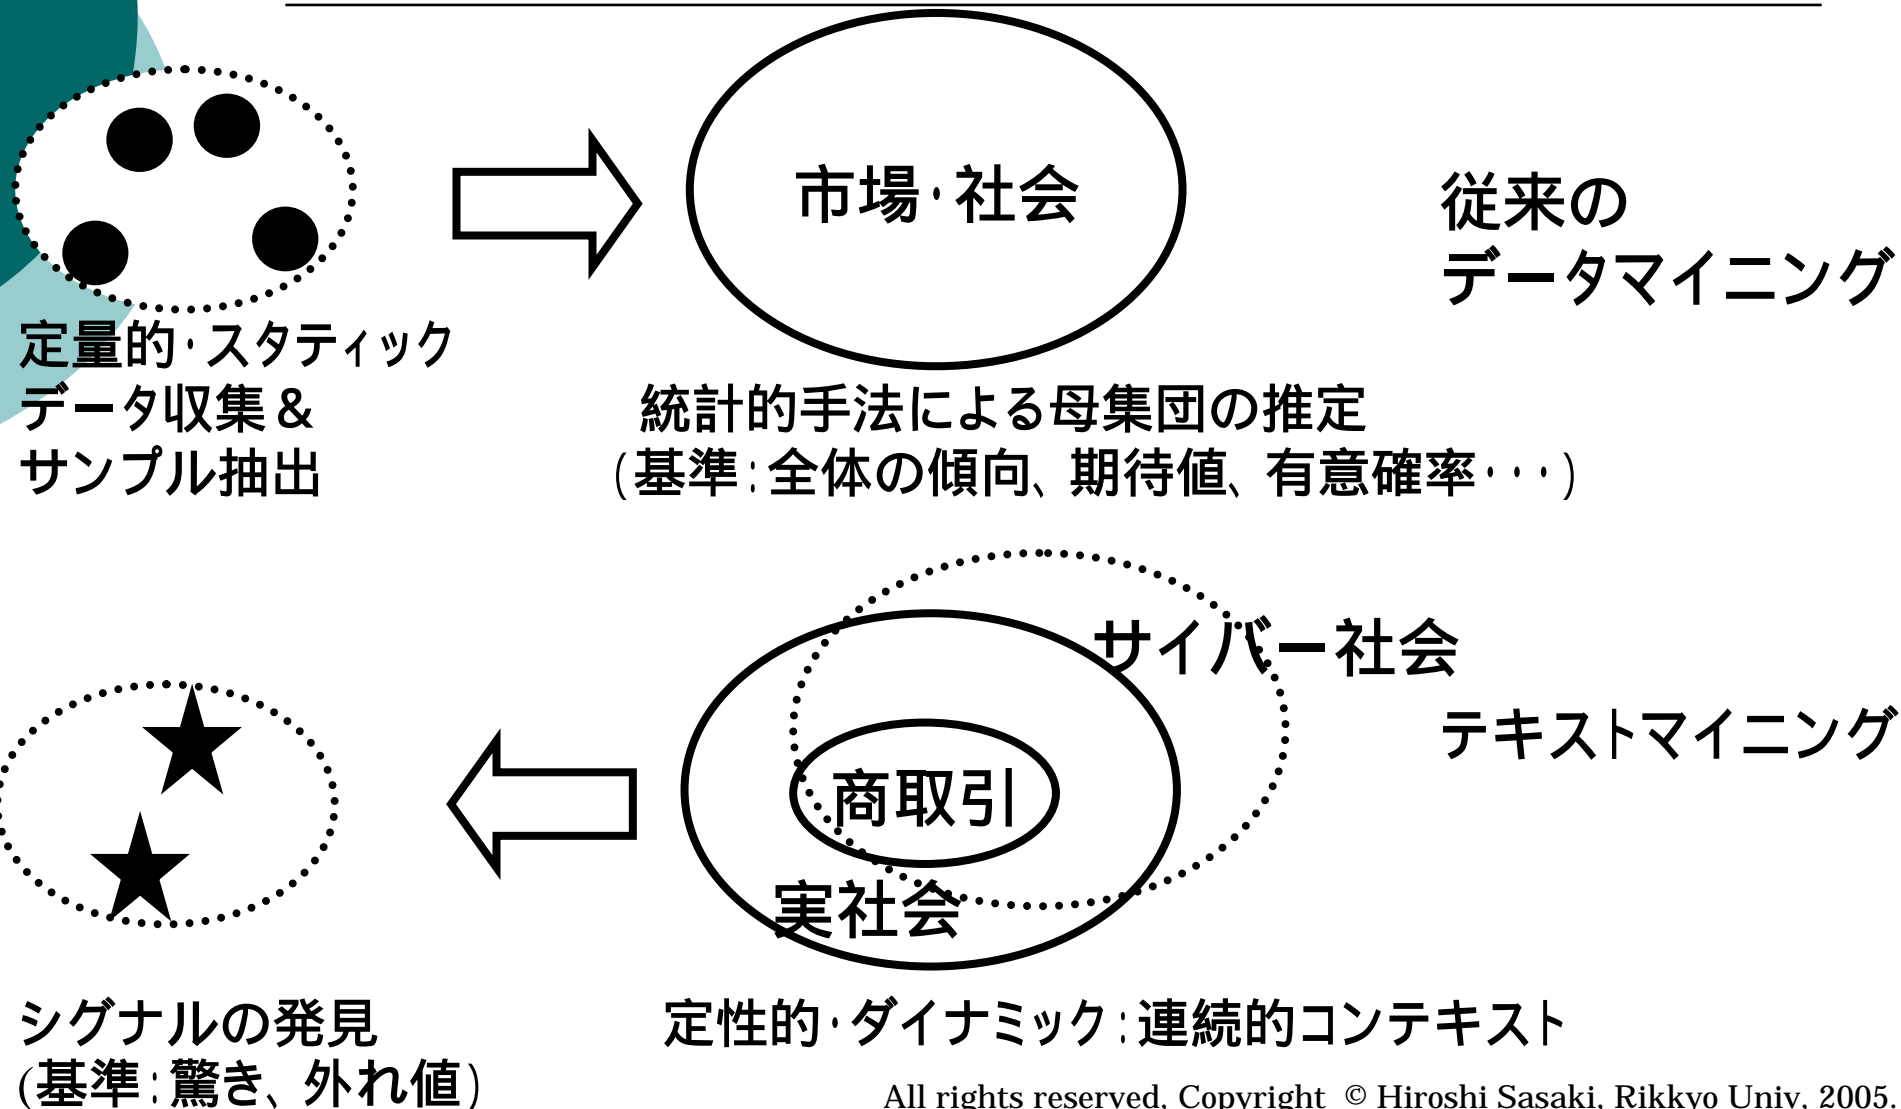 市場・社会
従来の
データマイニング
定量的・スタティック
データ収集＆
サンプル抽出
統計的手法による母集団の推定
(基準:全体の傾向、期待値、有意確率・・・)
サイバー社会
テキストマイニング
商取引
実社会
シグナルの発見
(基準:驚き、外れ値)
定性的・ダイナミック:連続的コンテキスト
All rights reserved, Copyright © Hiroshi Sasaki, Rikkyo Univ. 2005.